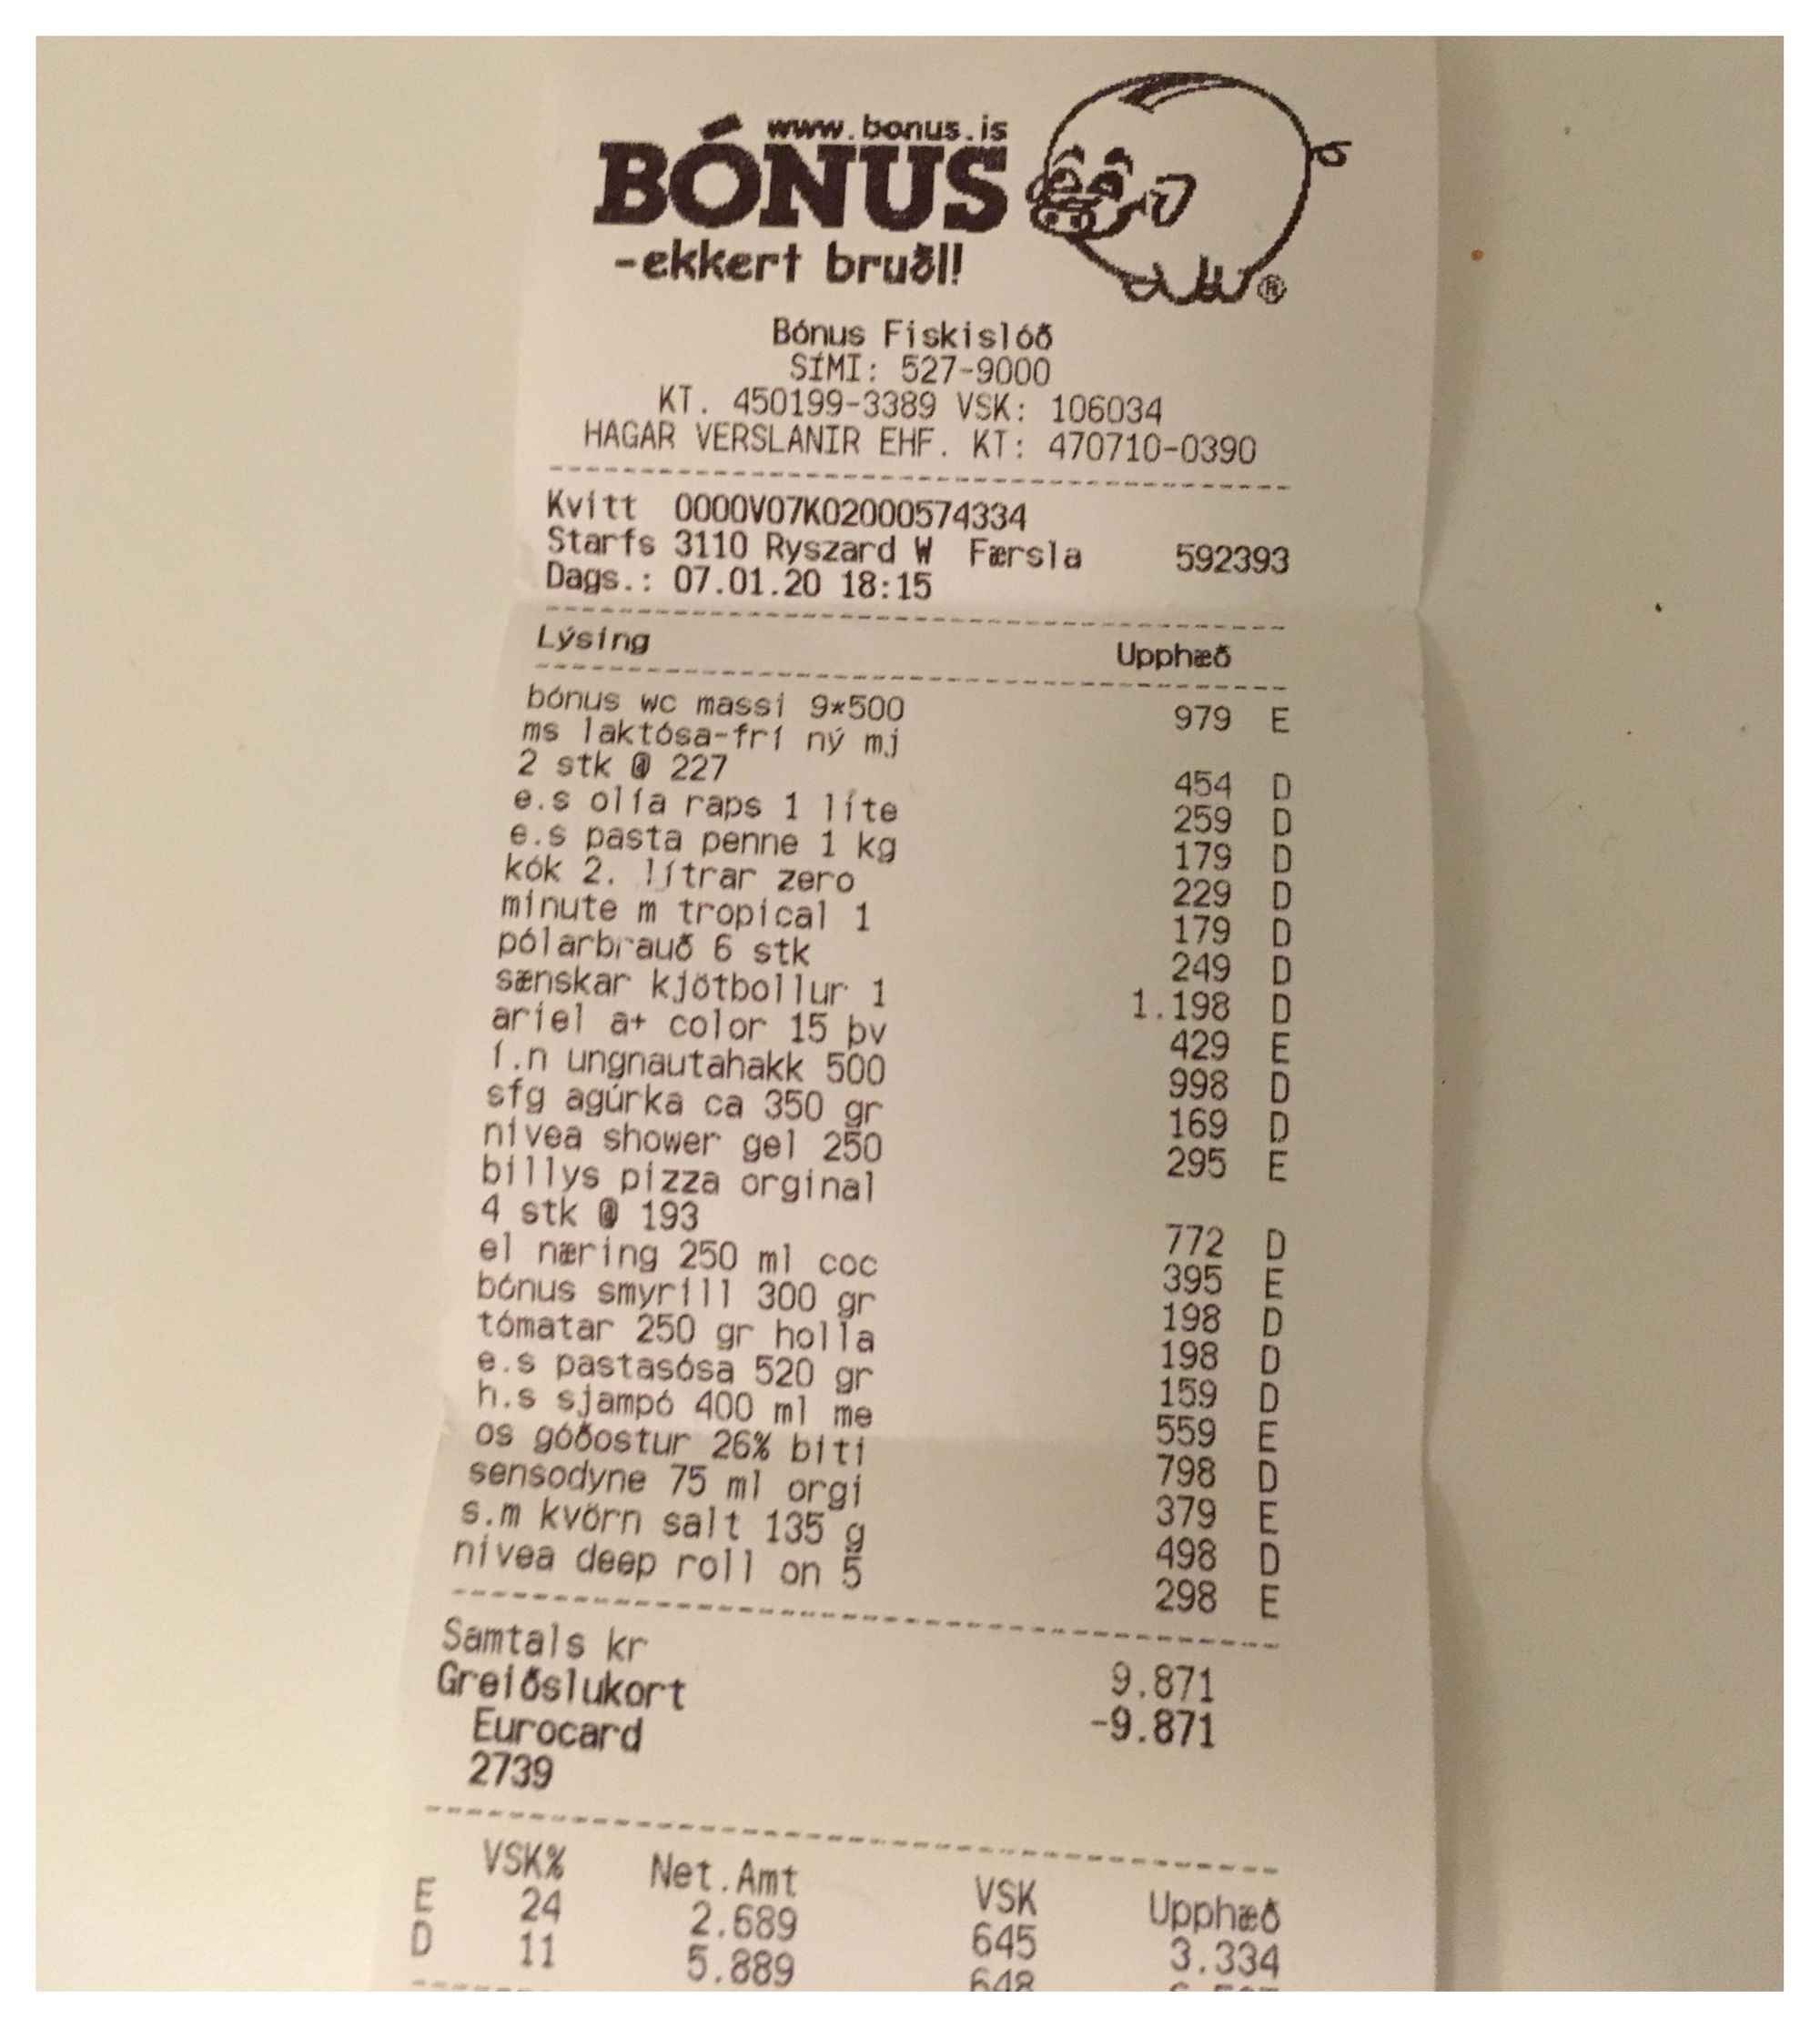 www.bonus.is
BÓNUS
-ekkert bruðl!
®
Bónus Fiskislóð
SÍMI: 527-9000
KT. 450199-3389 VSK: 106034
HAGAR VERSLANIR EHF. KT: 470710-0390
Kvitt 0000V07K02000574334
Starfs 3110 Ryszard W Færsla 592393
Dags.: 07.01.20 18:15
Lýsing Upphæð
bónus wc massi 9*500 979 E
ms laktósa-frí ný mj
2 stk @ 227 454 D
e.s olía raps 1 líte 259 D
e.s pasta penne 1 kg 179 D
kók 2. lítrar zero 229 D
minute m tropical 1 179 D
pólarbrauð 6 stk 249 D
sænskar kjötbollur 1 1.198 D
ariel a+ color 15 þv 429 E
í.n ungnautahakk 500 998 D
sfg agúrka ca 350 gr 169 D
nivea shower gel 250 295 E
billys pizza orginal
4 stk @ 193 772 D
el næring 250 ml coc 395 E
bónus smyrill 300 gr 198 D
tómatar 250 gr holla 198 D
e.s pastasósa 520 gr 159 D
h.s sjampó 400 ml me 559 E
os góðostur 26% biti 798 D
sensodyne 75 ml orgi 379 E
s.m kvörn salt 135 g 498 D
nivea deep roll on 5 298 E
Samtals kr 9.871
Greiðslukort -9.871
Eurocard
2739
VSK% Net.Amt VSK Upphæð
E 24 2.689 645 3.334
D 11 5.889 648